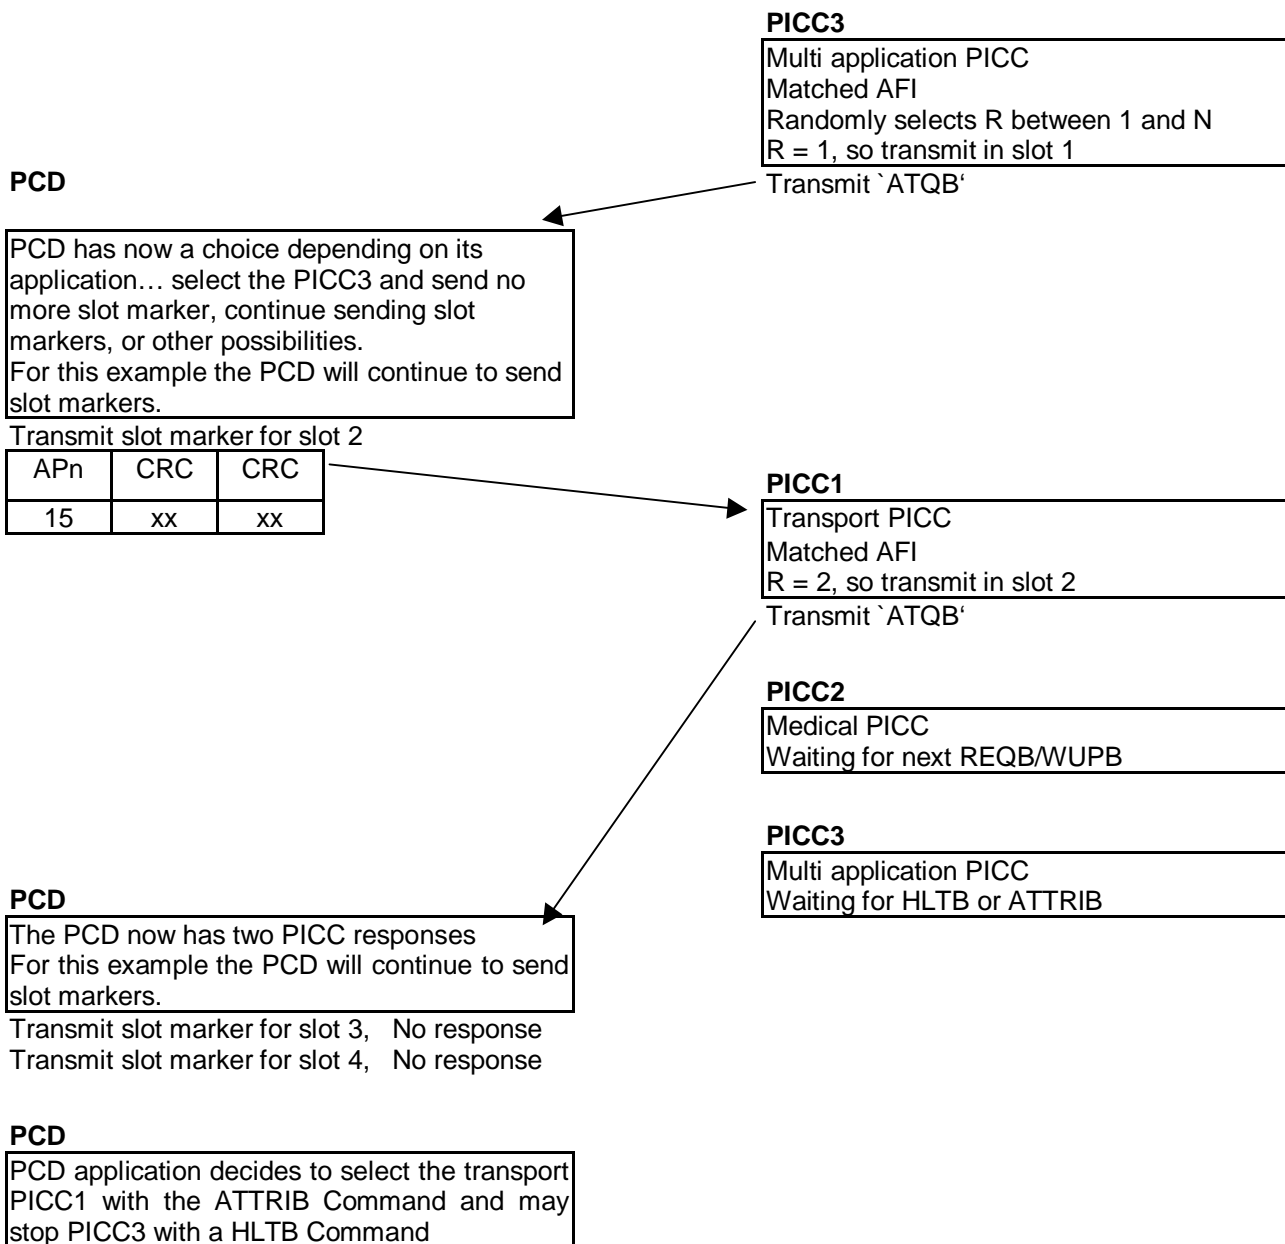 PICC3
Multi application PICC
Matched AFI
Randomly selects R between 1 and N
R = 1, so transmit in slot 1
Transmit `ATQB‘
PCD
PCD has now a choice depending on its
application… select the PICC3 and send no
more slot marker, continue sending slot
markers, or other possibilities.
For this example the PCD will continue to send
slot markers.
Transmit slot marker for slot 2
APn CRC CRC
15 xx xx
PICC1
Transport PICC
Matched AFI
R = 2, so transmit in slot 2
Transmit `ATQB‘
PICC2
Medical PICC
Waiting for next REQB/WUPB
PICC3
Multi application PICC
Waiting for HLTB or ATTRIB
PCD
The PCD now has two PICC responses
For this example the PCD will continue to send
slot markers.
Transmit slot marker for slot 3, No response
Transmit slot marker for slot 4, No response
PCD
PCD application decides to select the transport
PICC1 with the ATTRIB Command and may
stop PICC3 with a HLTB Command